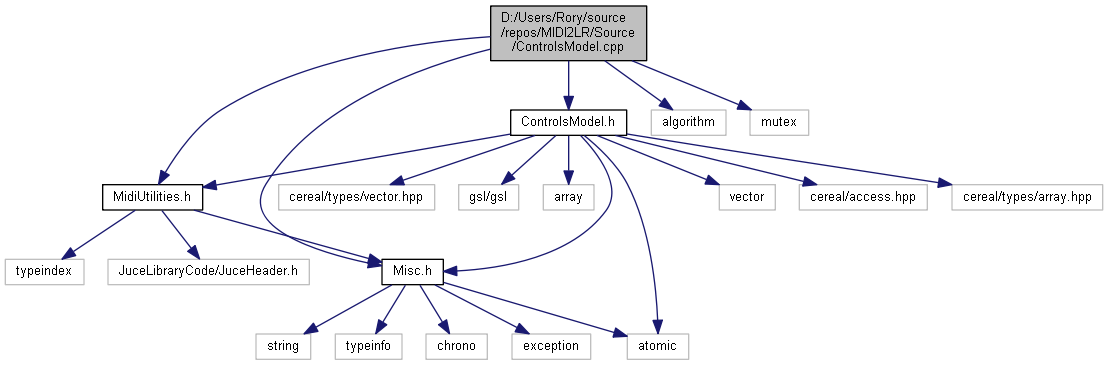 D:/Users/Rory/source
/repos/MIDI2LR/Source
/ControlsModel.cpp
ControlsModel.h
algorithm
mutex
MidiUtilities.h
cereal/types/vector.hpp
gsl/gsl
array
vector
cereal/access.hpp
cereal/types/array.hpp
typeindex
JuceLibraryCode/JuceHeader.h
Misc.h
string
typeinfo
chrono
exception
atomic